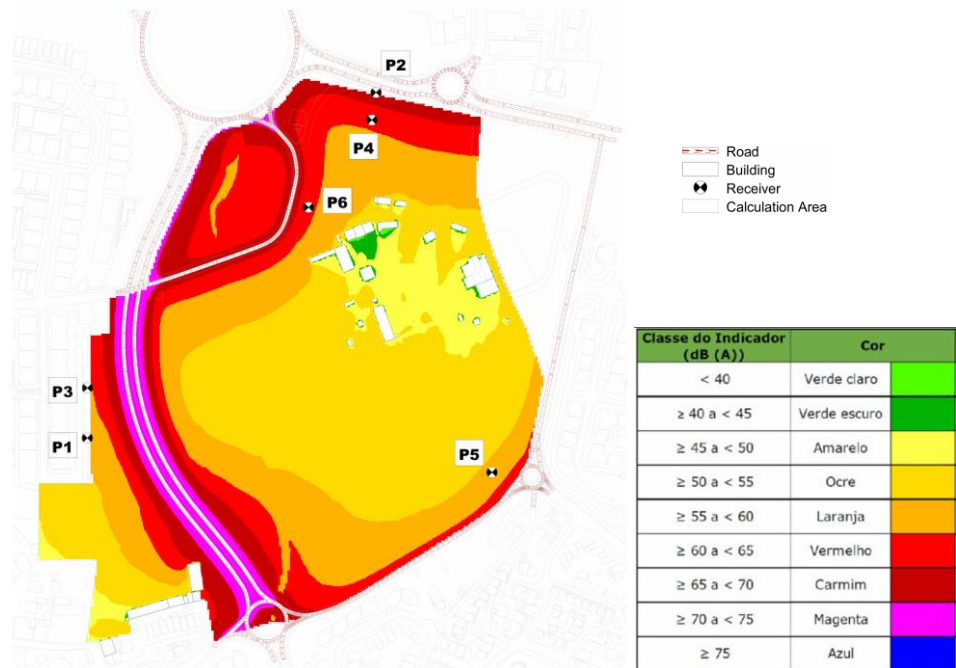 P2
P4
P6
P3
P1
P5
Road
Building
Receiver
Calculation Area
Classe do Indicador (dB (A)) Cor
< 40 Verde claro
≥ 40 a < 45 Verde escuro
≥ 45 a < 50 Amarelo
≥ 50 a < 55 Ocre
≥ 55 a < 60 Laranja
≥ 60 a < 65 Vermelho
≥ 65 a < 70 Carmim
≥ 70 a < 75 Magenta
≥ 75 Azul